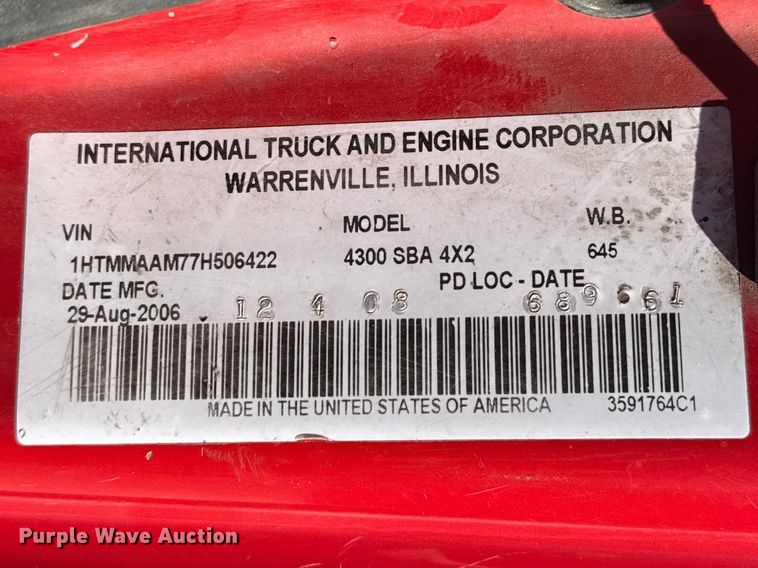 INTERNATIONAL TRUCK AND ENGINE CORPORATION
WARRENVILLE, ILLINOIS
VIN MODEL W.B.
1HTMMAAM77H506422 4300 SBA 4X2 645
DATE MFG. PD LOC - DATE
29-Aug-2006 . 12 4 08 689 61
MADE IN THE UNITED STATES OF AMERICA 3591764C1
Purple Wave Auction